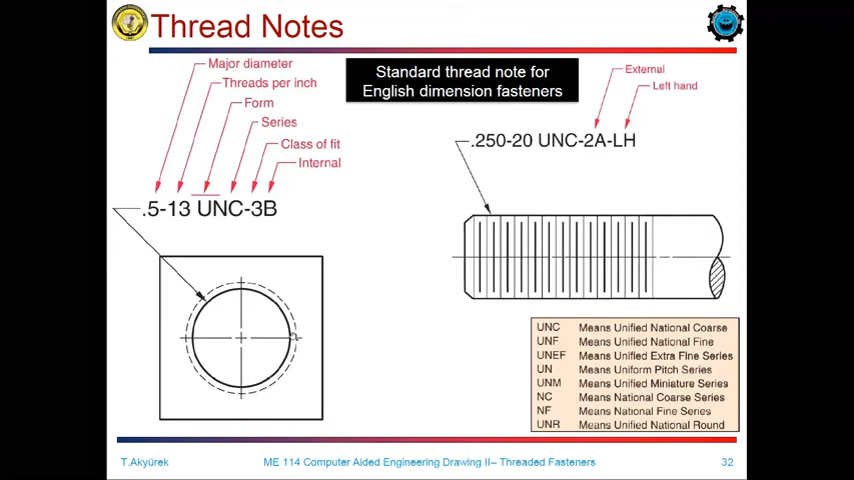 Thread Notes
Major diameter
Threads per inch
Form
Series
Class of fit
Internal
.5-13 UNC-3B
Standard thread note for
English dimension fasteners
External
Left hand
.250-20 UNC-2A-LH
UNC Means Unified National Coarse
UNF Means Unified National Fine
UNEF Means Unified Extra Fine Series
UN Means Uniform Pitch Series
UNM Means Unified Miniature Series
NC Means National Coarse Series
NF Means National Fine Series
UNR Means Unified National Round
T.Akyürek
ME 114 Computer Aided Engineering Drawing II– Threaded Fasteners
32